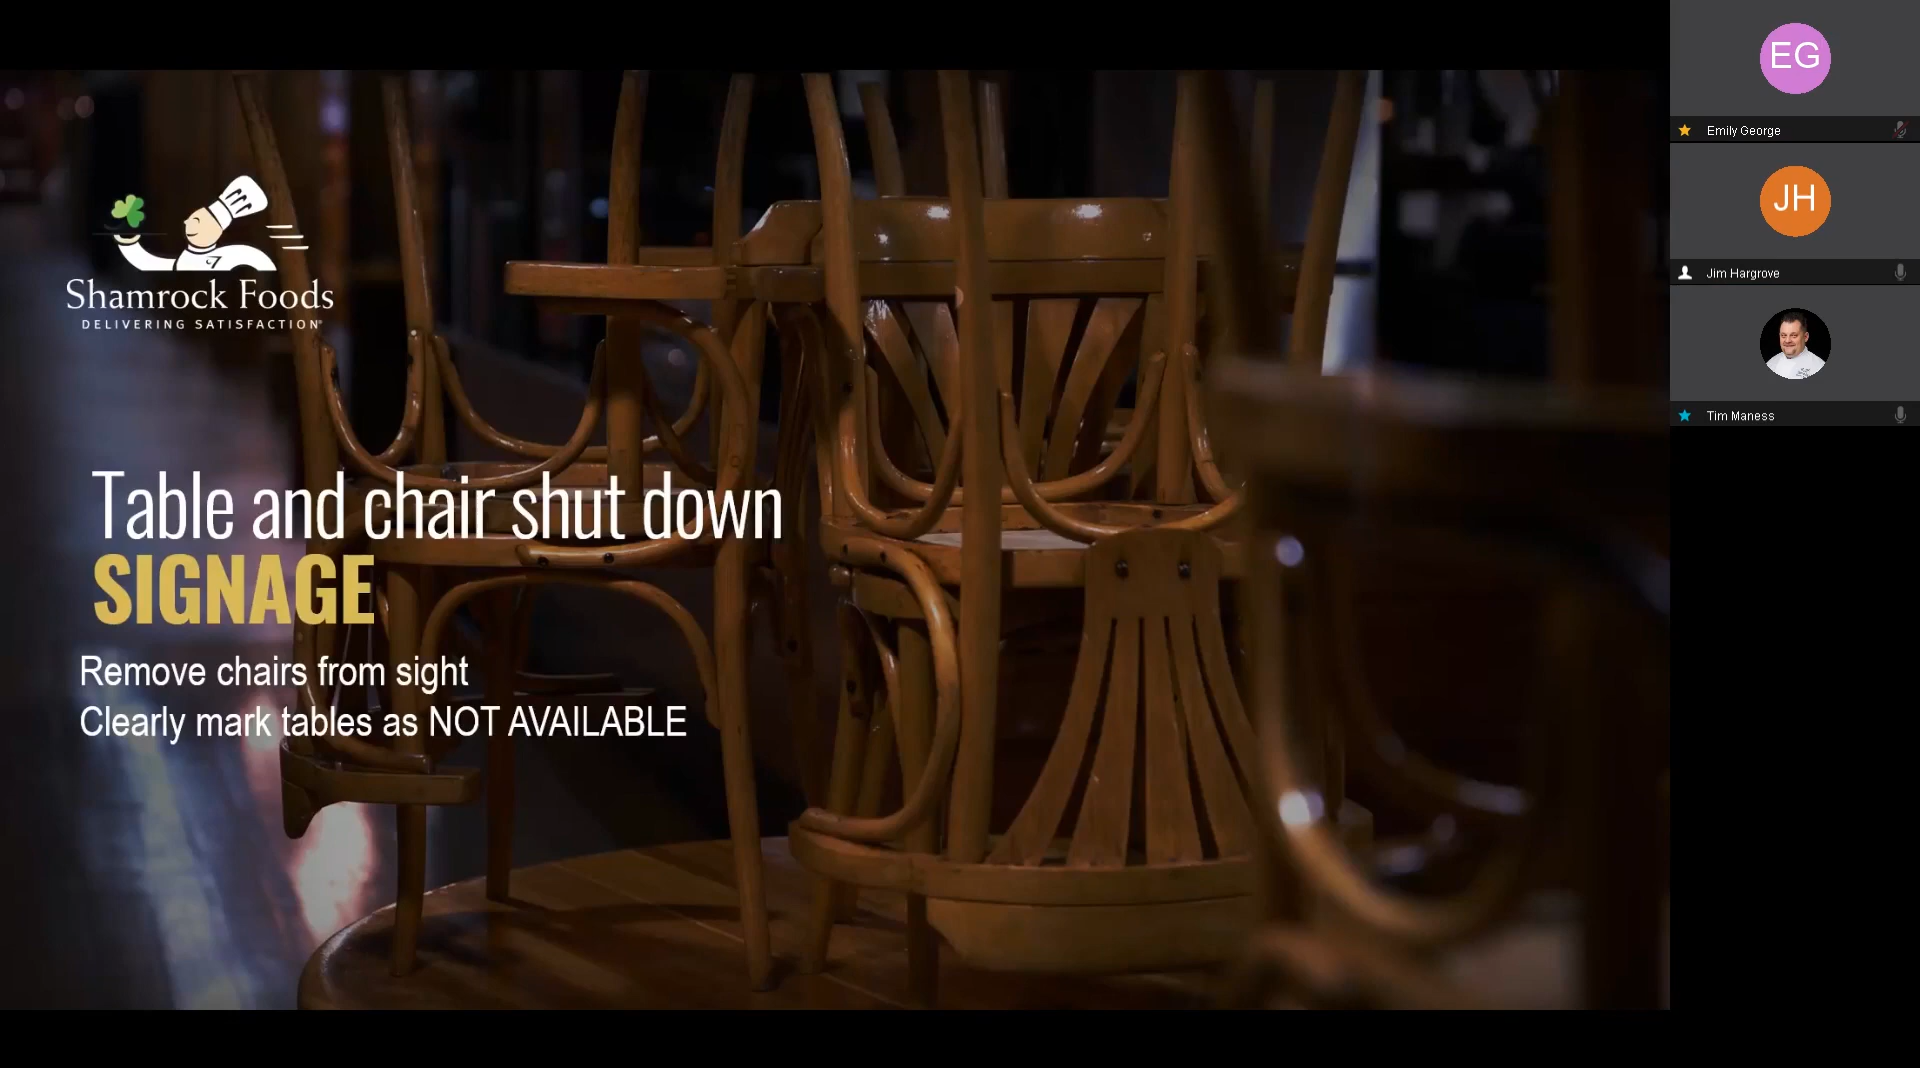 Shamrock Foods
DELIVERING SATISFACTION®
Table and chair shut down
SIGNAGE
Remove chairs from sight
Clearly mark tables as NOT AVAILABLE
EG
Emily George
JH
Jim Hargrove
Tim Maness